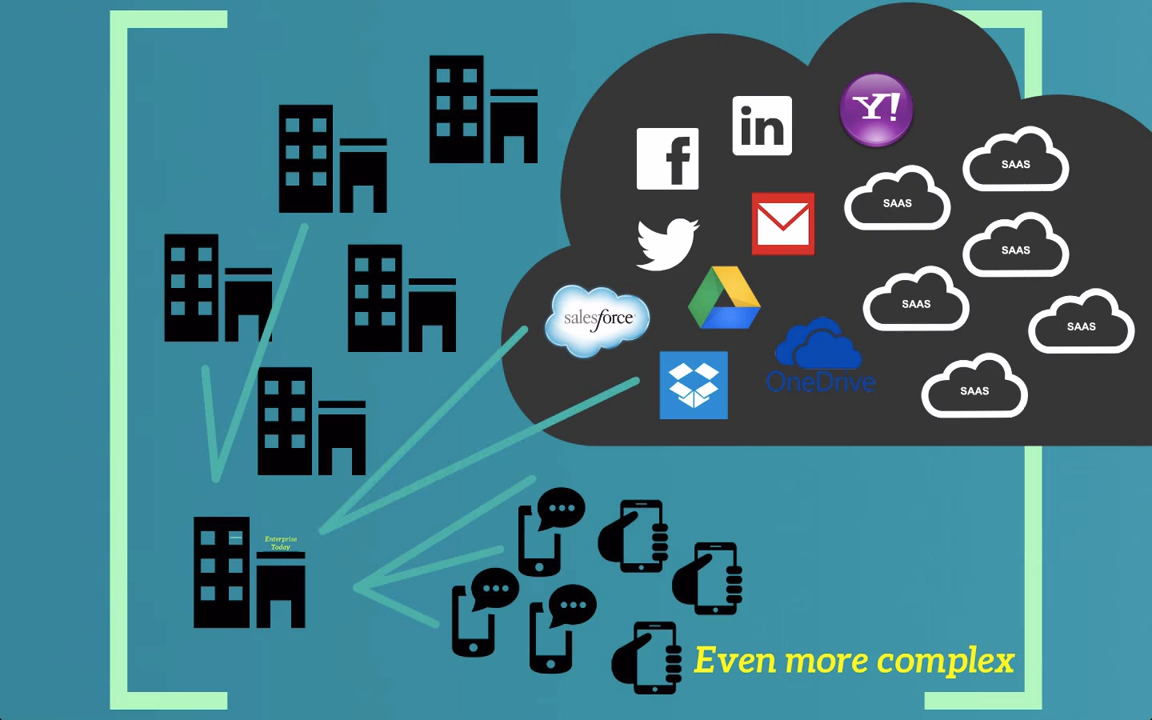 in
Y!
f
SAAS
SAAS
SAAS
salesforce
SAAS
SAAS
OneDrive
SAAS
Enterprise
Today
Even more complex